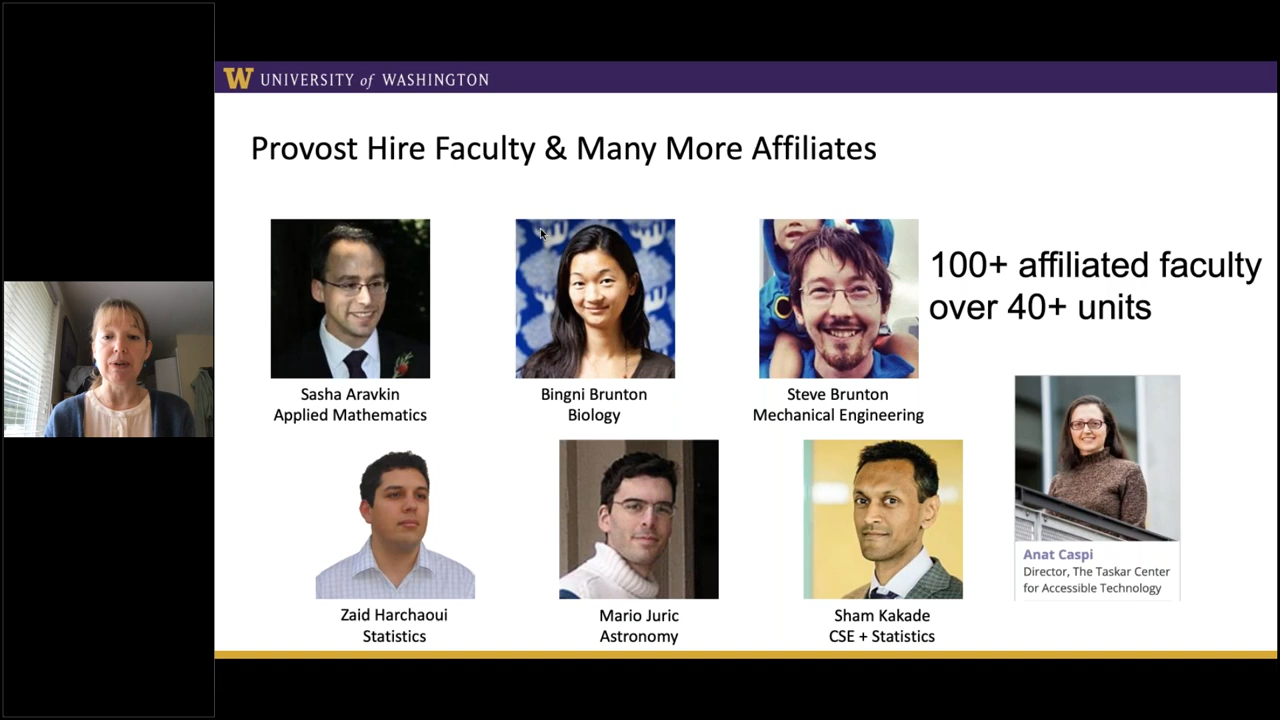 W UNIVERSITY of WASHINGTON
Provost Hire Faculty & Many More Affiliates
100+ affiliated faculty
over 40+ units
Sasha Aravkin
Applied Mathematics
Bingni Brunton
Biology
Steve Brunton
Mechanical Engineering
Anat Caspi
Director, The Taskar Center
for Accessible Technology
Zaid Harchaoui
Statistics
Mario Juric
Astronomy
Sham Kakade
CSE + Statistics